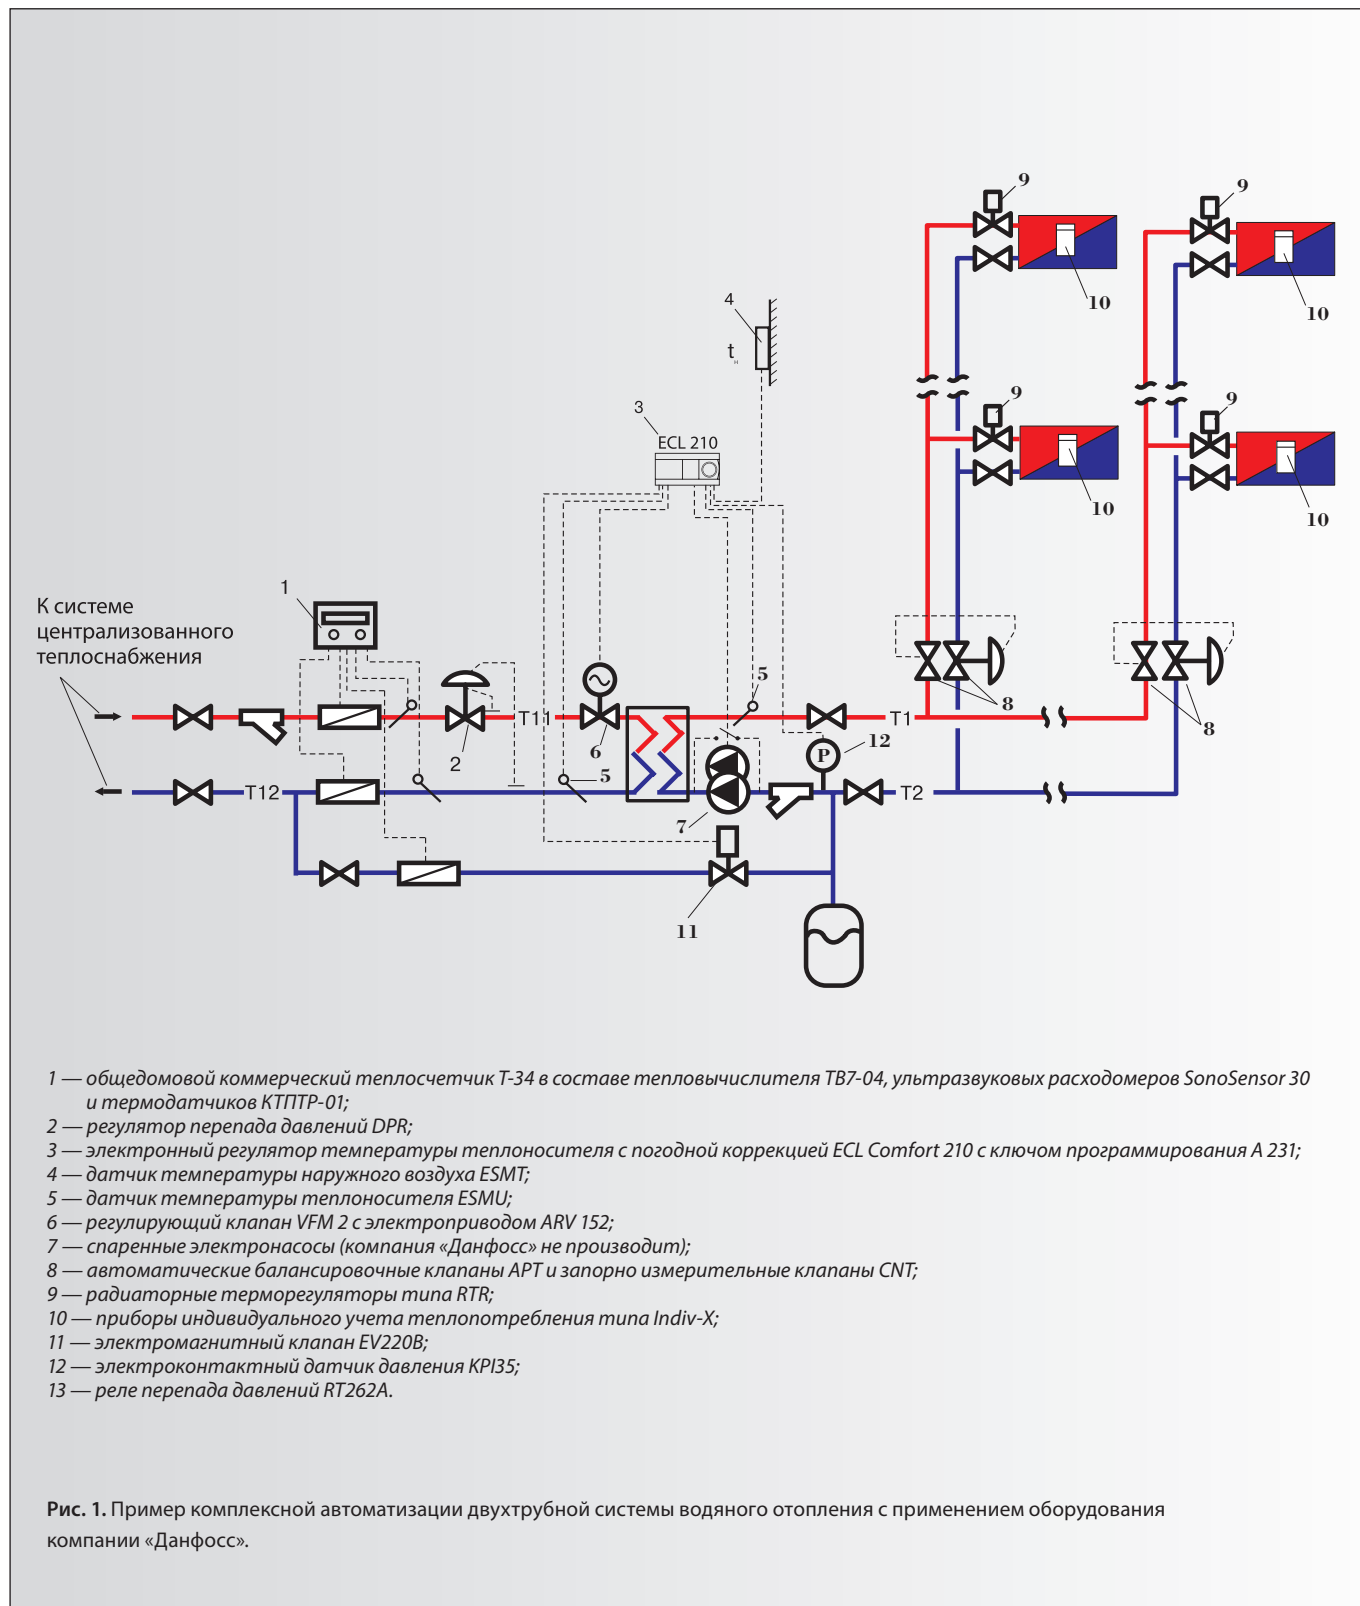 9
9
10
10
4
tн
9
9
3
ECL 210
10
10
1
К системе
централизованного
теплоснабжения
5
8
8
T11
T1
12
P
6
2
5
T12
T2
7
11
1 — общедомовой коммерческий теплосчетчик Т-34 в составе тепловычислителя ТВ7-04, ультразвуковых расходомеров SonoSensor 30
и термодатчиков КТПТР-01;
2 — регулятор перепада давлений DPR;
3 — электронный регулятор температуры теплоносителя с погодной коррекцией ECL Comfort 210 с ключом программирования А 231;
4 — датчик температуры наружного воздуха ESMT;
5 — датчик температуры теплоносителя ESMU;
6 — регулирующий клапан VFM 2 с электроприводом ARV 152;
7 — спаренные электронасосы (компания «Данфосс» не производит);
8 — автоматические балансировочные клапаны APT и запорно измерительные клапаны CNT;
9 — радиаторные терморегуляторы типа RTR;
10 — приборы индивидуального учета теплопотребления типа Indiv-X;
11 — электромагнитный клапан EV220B;
12 — электроконтактный датчик давления KPI35;
13 — реле перепада давлений RT262A.
Рис. 1. Пример комплексной автоматизации двухтрубной системы водяного отопления с применением оборудования
компании «Данфосс».